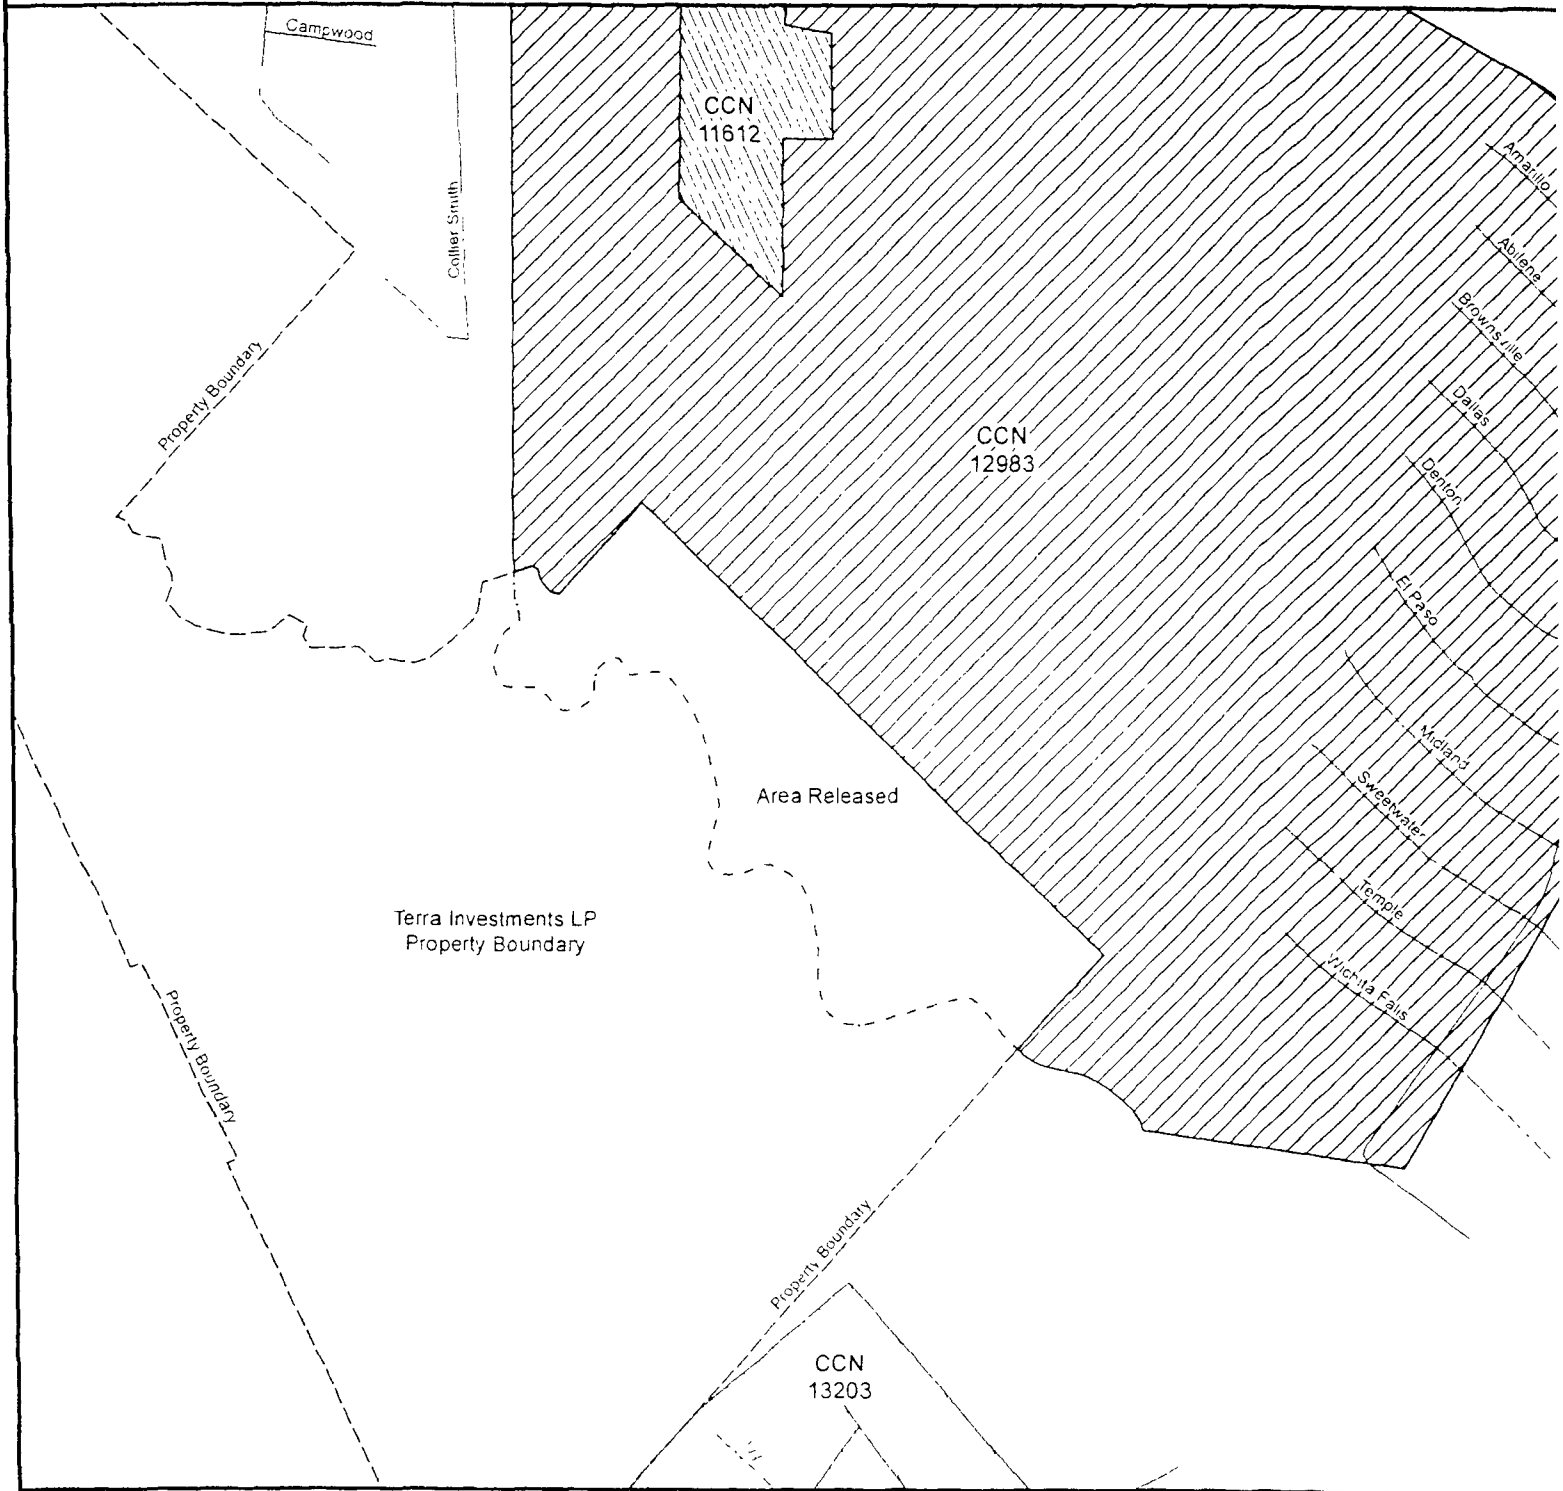 Campwood
CCN
11612
Collier Smith
Amarillo
Abilene
Brownsville
Dallas
Denton
El Paso
Property Boundary
CCN
12983
Midland
Sweetwater
Temple
Wichita Falls
Area Released
Terra Investments LP
Property Boundary
Property Boundary
Property Boundary
CCN
13203